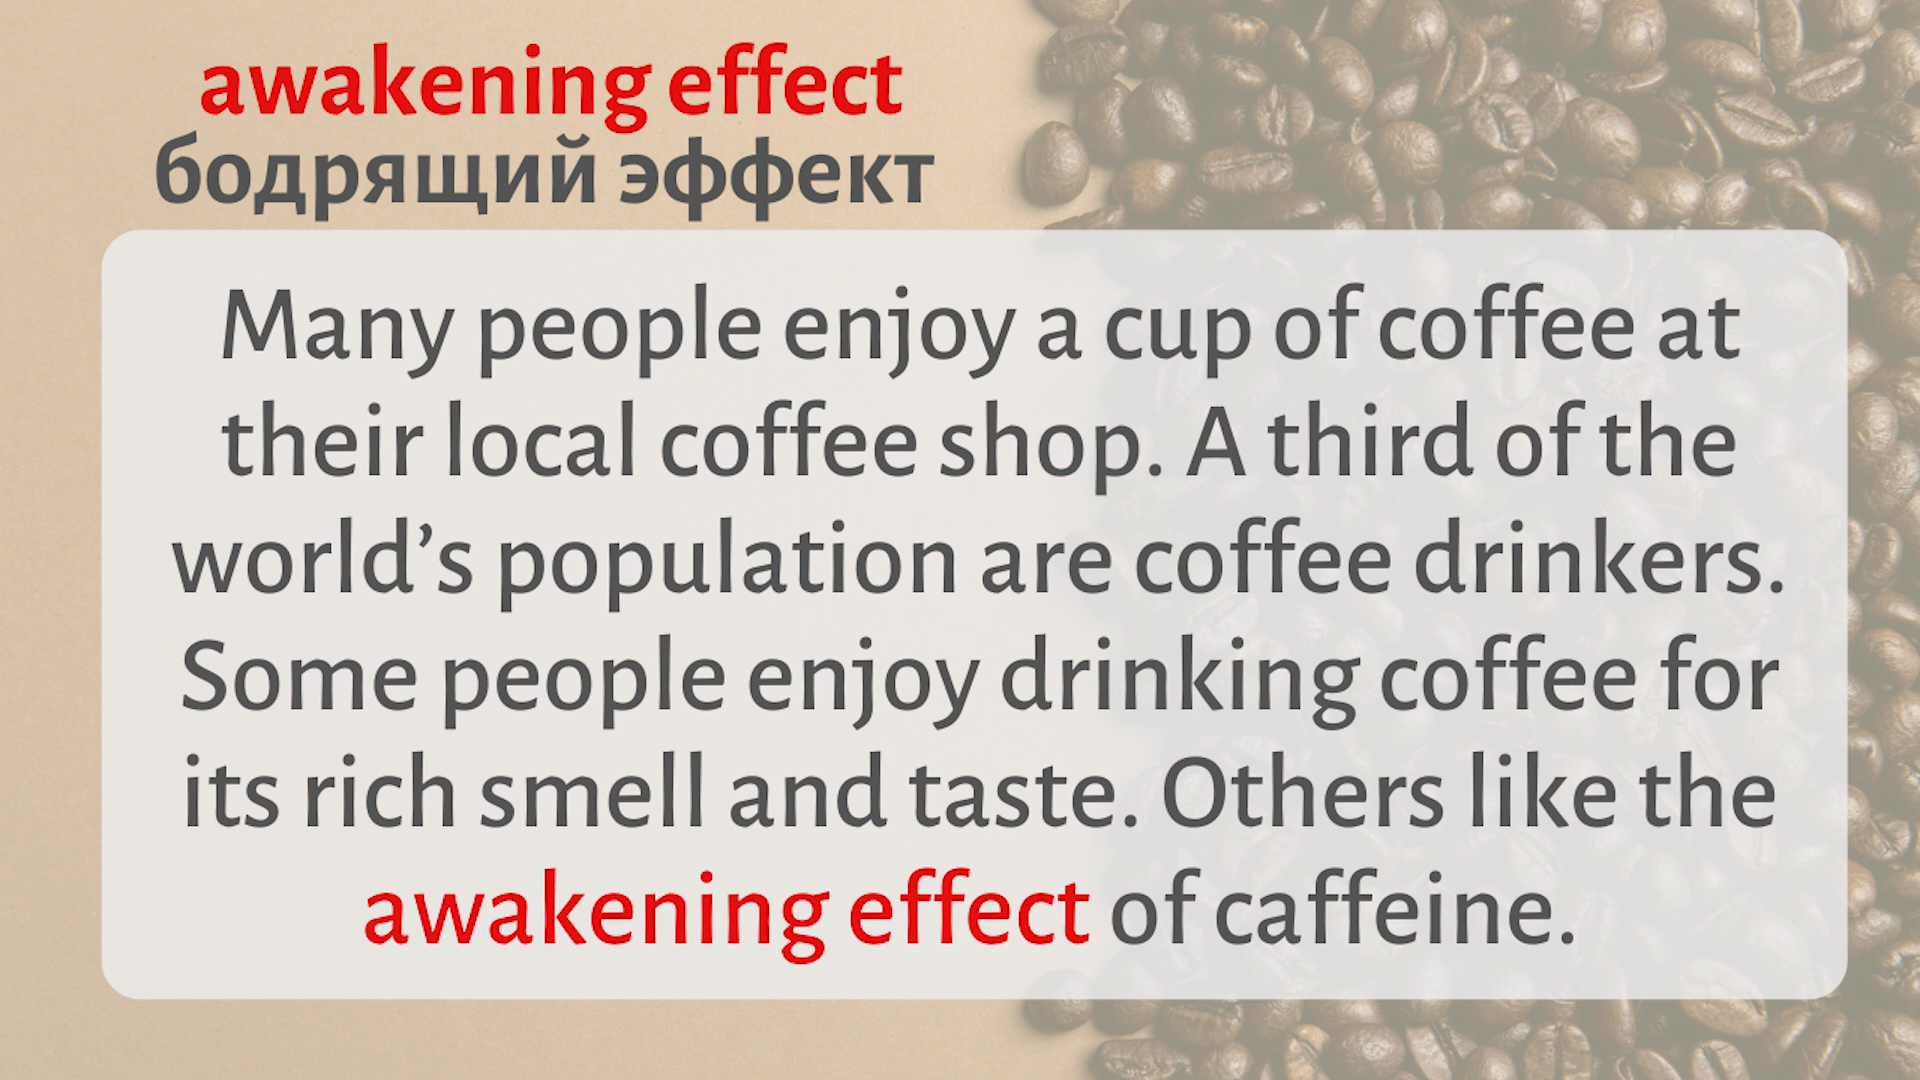 awakening effect
бодрящий эффект
Many people enjoy a cup of coffee at
their local coffee shop. A third of the
world’s population are coffee drinkers.
Some people enjoy drinking coffee for
its rich smell and taste. Others like the
awakening effect of caffeine.